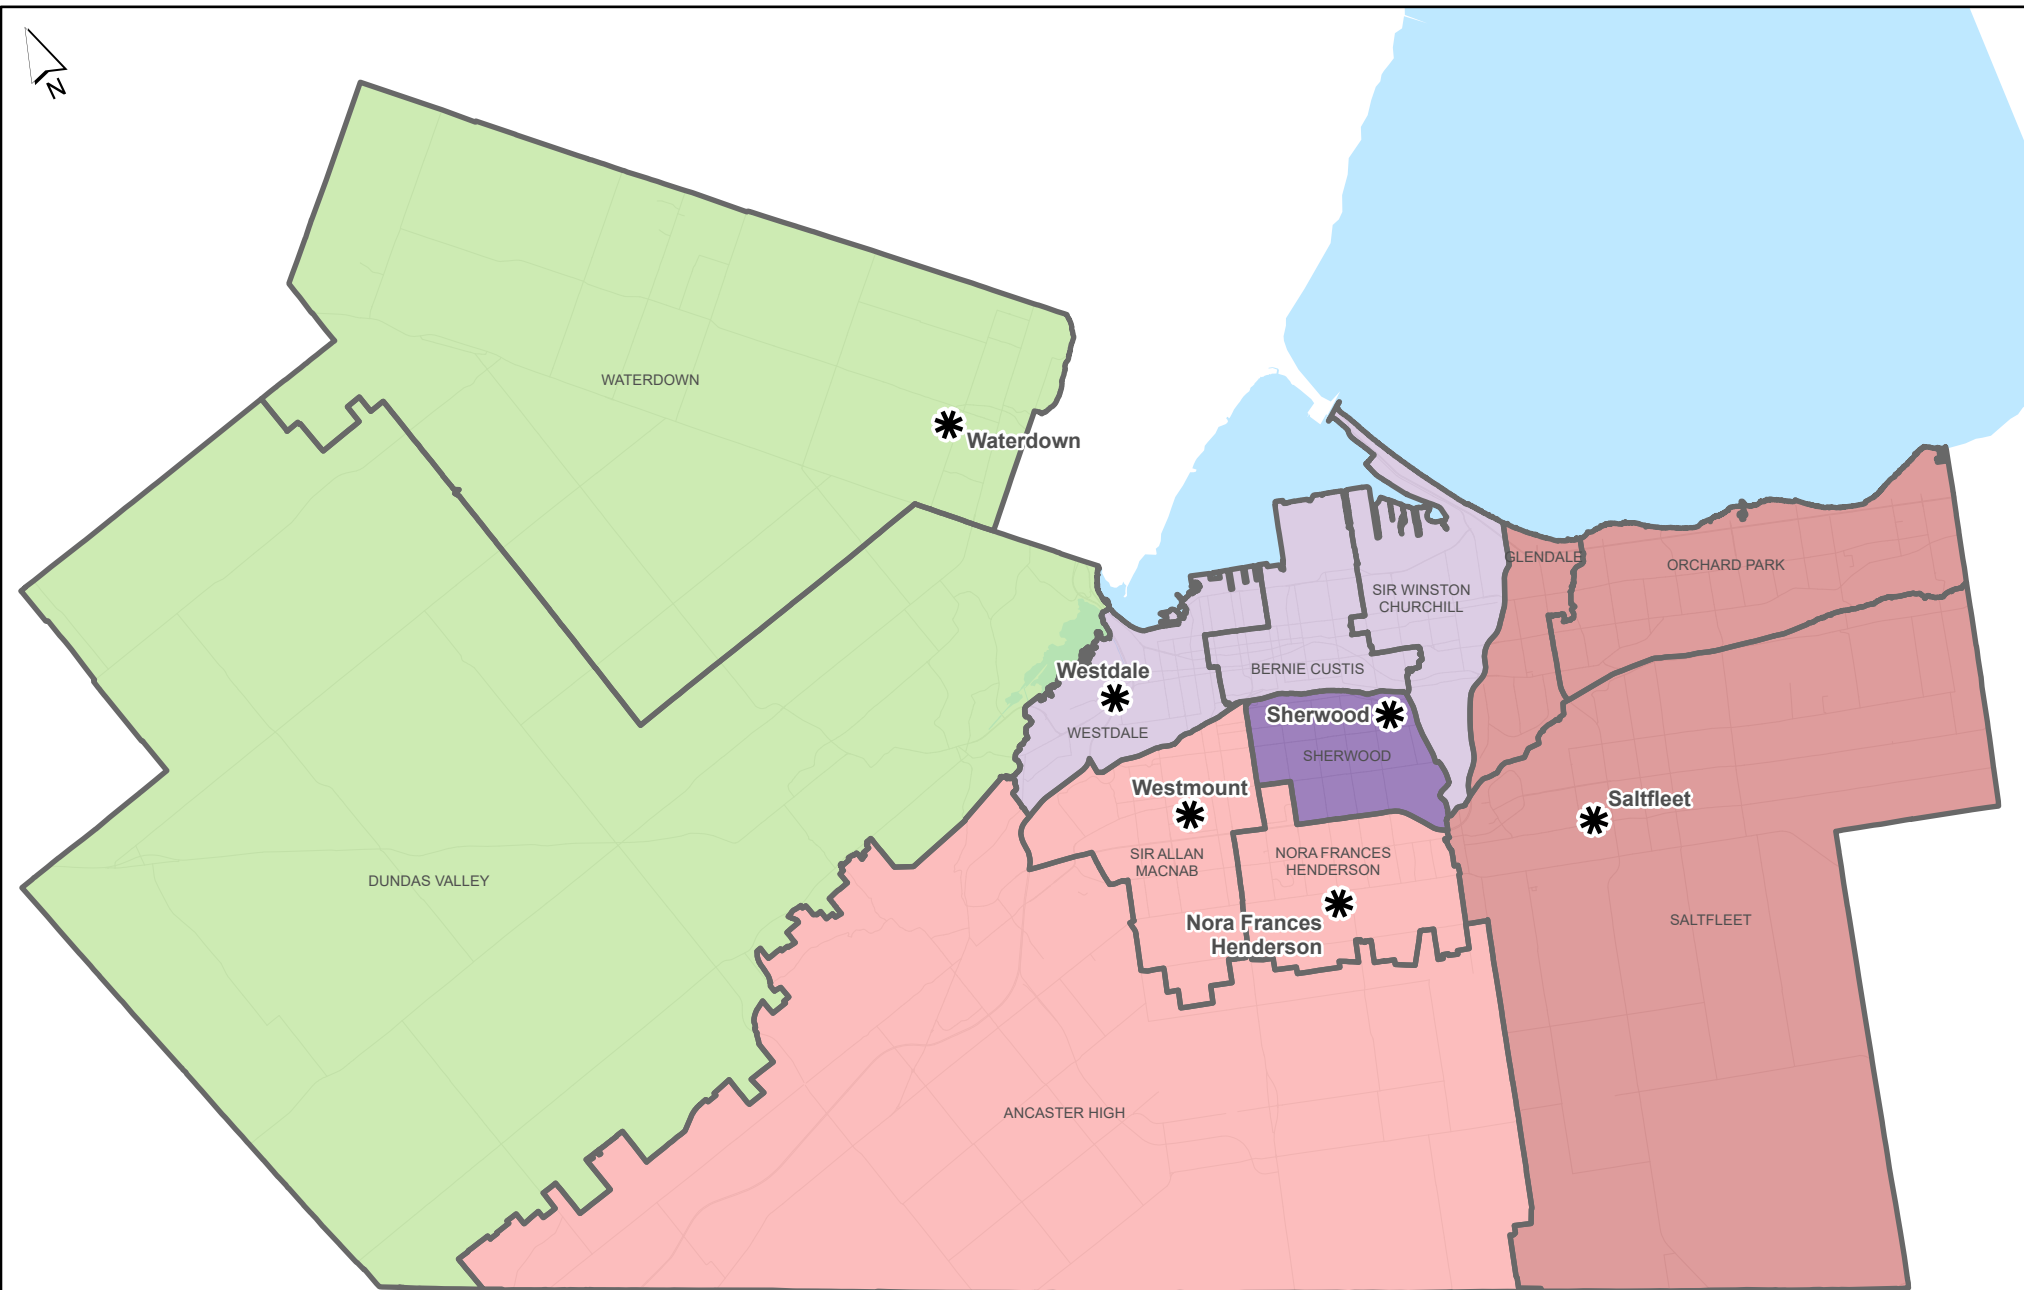 N
WATERDOWN
Waterdown
GLENDALE
ORCHARD PARK
SIR WINSTON
CHURCHILL
BERNIE CUSTIS
Westdale
WESTDALE
Sherwood
SHERWOOD
Westmount
Saltfleet
SIR ALLAN
MACNAB
NORA FRANCES
HENDERSON
DUNDAS VALLEY
Nora Frances
Henderson
SALTFLEET
ANCASTER HIGH